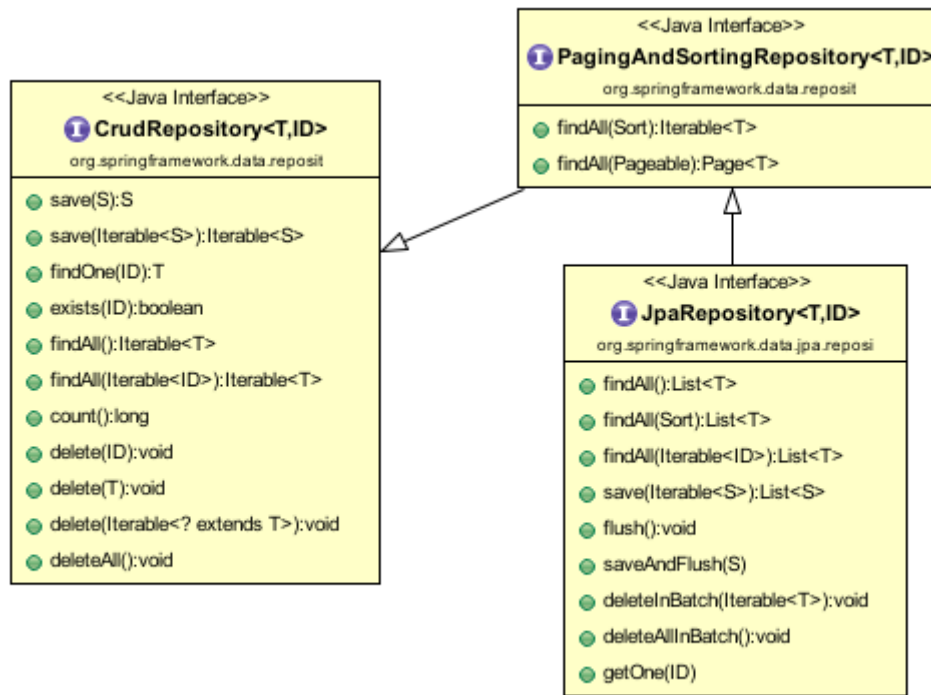 <<Java Interface>>
CrudRepository<T,ID>
org.springframework.data.reposit
save(S):S
save(Iterable<S>):Iterable<S>
findOne(ID):T
exists(ID):boolean
findAll():Iterable<T>
findAll(Iterable<ID>):Iterable<T>
count():long
delete(ID):void
delete(T):void
delete(Iterable<? extends T>):void
deleteAll():void
<<Java Interface>>
PagingAndSortingRepository<T,ID>
org.springframework.data.reposit
findAll(Sort):Iterable<T>
findAll(Pageable):Page<T>
<<Java Interface>>
JpaRepository<T,ID>
org.springframework.data.jpa.reposi
findAll():List<T>
findAll(Sort):List<T>
findAll(Iterable<ID>):List<T>
save(Iterable<S>):List<S>
flush():void
saveAndFlush(S)
deleteInBatch(Iterable<T>):void
deleteAllInBatch():void
getOne(ID)